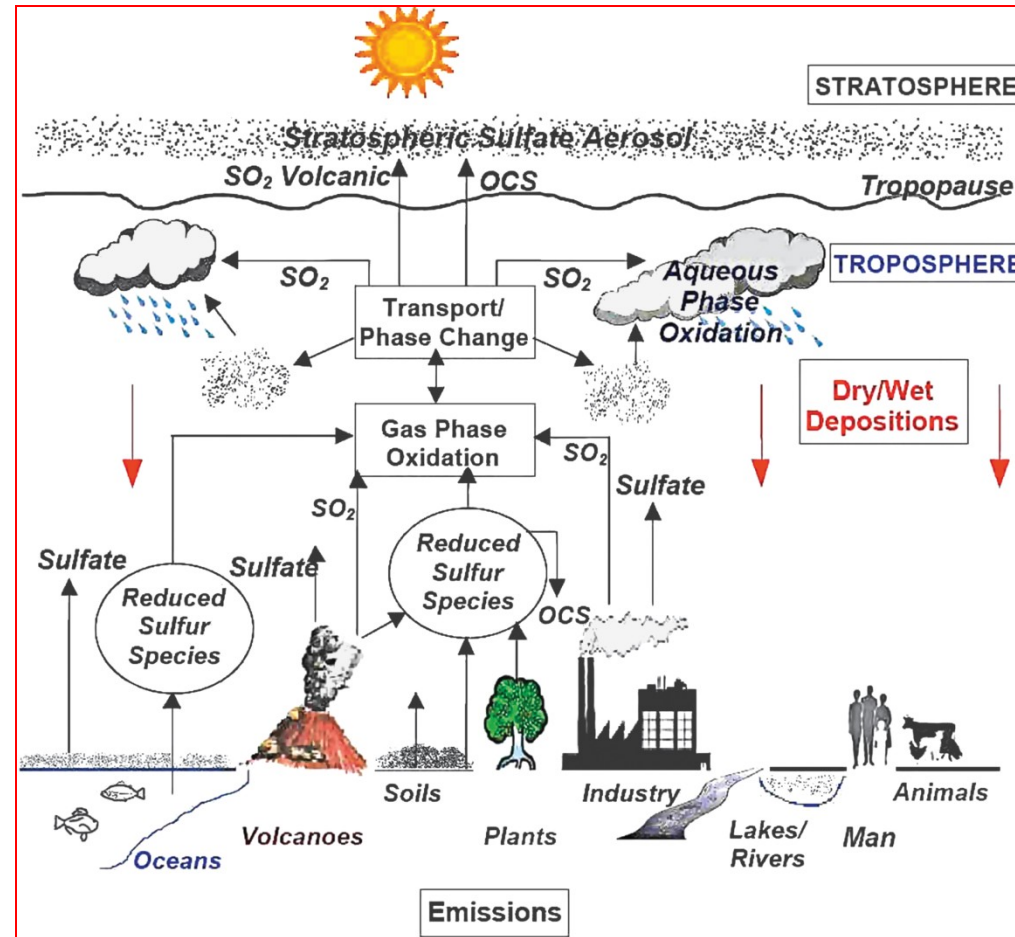 STRATOSPHERE
Stratospheric Sulfate Aerosol
SO₂ Volcanic
OCS
Tropopause
TROPOSPHERE
SO₂
SO₂
Aqueous
Phase
Oxidation
Transport/
Phase Change
Dry/Wet
Depositions
Gas Phase
Oxidation
SO₂
SO₂
Sulfate
Sulfate
Sulfate
Reduced
Sulfur
Species
Reduced
Sulfur
Species
OCS
Soils
Industry
Animals
Volcanoes
Plants
Lakes/
Rivers
Man
Oceans
Emissions